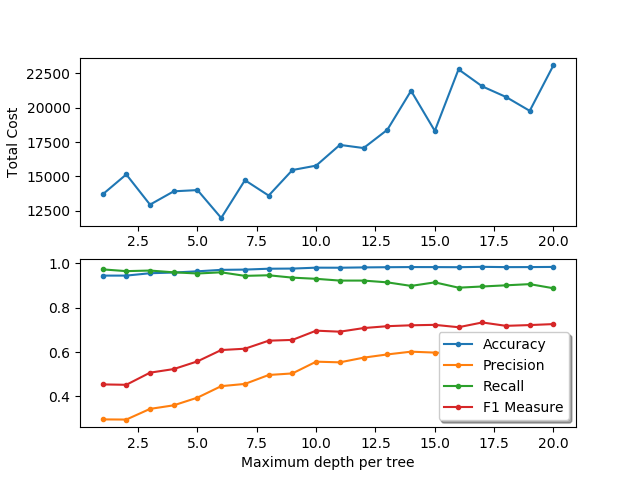 22500
20000
17500
15000
12500
Total Cost
2.5 5.0 7.5 10.0 12.5 15.0 17.5 20.0
1.0
0.8
0.6
0.4
Accuracy
Precision
Recall
F1 Measure
2.5 5.0 7.5 10.0 12.5 15.0 17.5 20.0
Maximum depth per tree